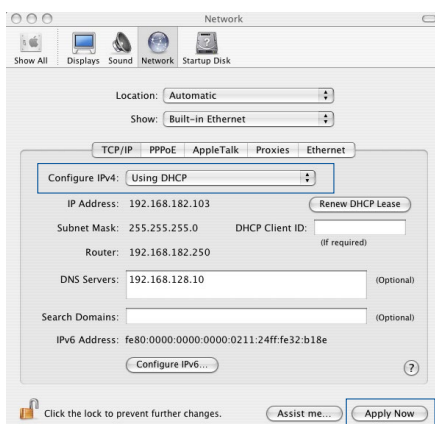 Network
Show All Displays Sound Network Startup Disk
Location: Automatic
Show: Built-in Ethernet
TCP/IP PPPoE AppleTalk Proxies Ethernet
Configure IPv4: Using DHCP
IP Address: 192.168.182.103 Renew DHCP Lease
Subnet Mask: 255.255.255.0 DHCP Client ID:
(If required)
Router: 192.168.182.250
DNS Servers: 192.168.128.10 (Optional)
Search Domains: (Optional)
IPv6 Address: fe80:0000:0000:0000:0211:24ff:fe32:b18e
Configure IPv6... ?
Click the lock to prevent further changes. Assist me... Apply Now